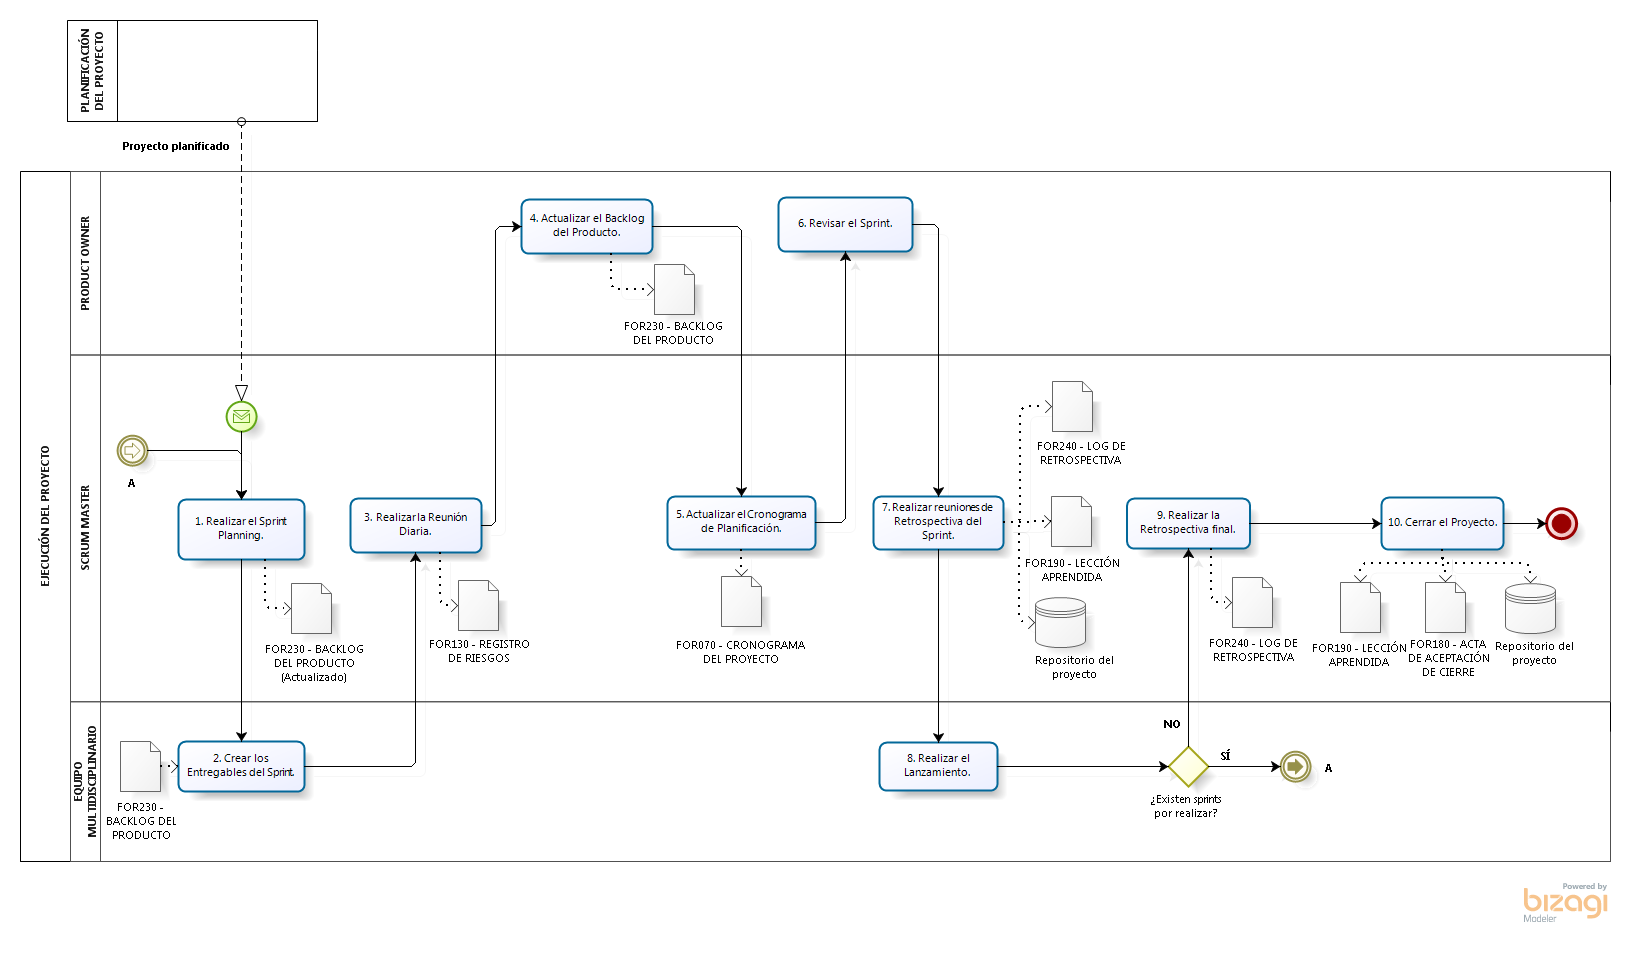 PLANIFICACIÓN
DEL PROYECTO
Proyecto planificado
EJECUCIÓN DEL PROYECTO
PRODUCT OWNER
4. Actualizar el Backlog
del Producto.
FOR230 - BACKLOG
DEL PRODUCTO
6. Revisar el Sprint.
SCRUM MASTER
A
1. Realizar el Sprint
Planning.
FOR230 - BACKLOG
DEL PRODUCTO
(Actualizado)
3. Realizar la Reunión
Diaria.
FOR130 - REGISTRO
DE RIESGOS
5. Actualizar el Cronograma
de Planificación.
FOR070 - CRONOGRAMA
DEL PROYECTO
7. Realizar reuniones de
Retrospectiva del
Sprint.
FOR240 - LOG DE
RETROSPECTIVA
FOR190 - LECCIÓN
APRENDIDA
Repositorio del
proyecto
9. Realizar la
Retrospectiva final.
FOR240 - LOG DE
RETROSPECTIVA
10. Cerrar el Proyecto.
FOR190 - LECCIÓN
APRENDIDA
FOR180 - ACTA
DE ACEPTACIÓN
DE CIERRE
Repositorio del
proyecto
EQUIPO
MULTIDISCIPLINARIO
FOR230 -
BACKLOG DEL
PRODUCTO
2. Crear los
Entregables del Sprint.
8. Realizar el
Lanzamiento.
NO
SÍ
¿Existen sprints
por realizar?
A
Powered by
bizagi
Modeler